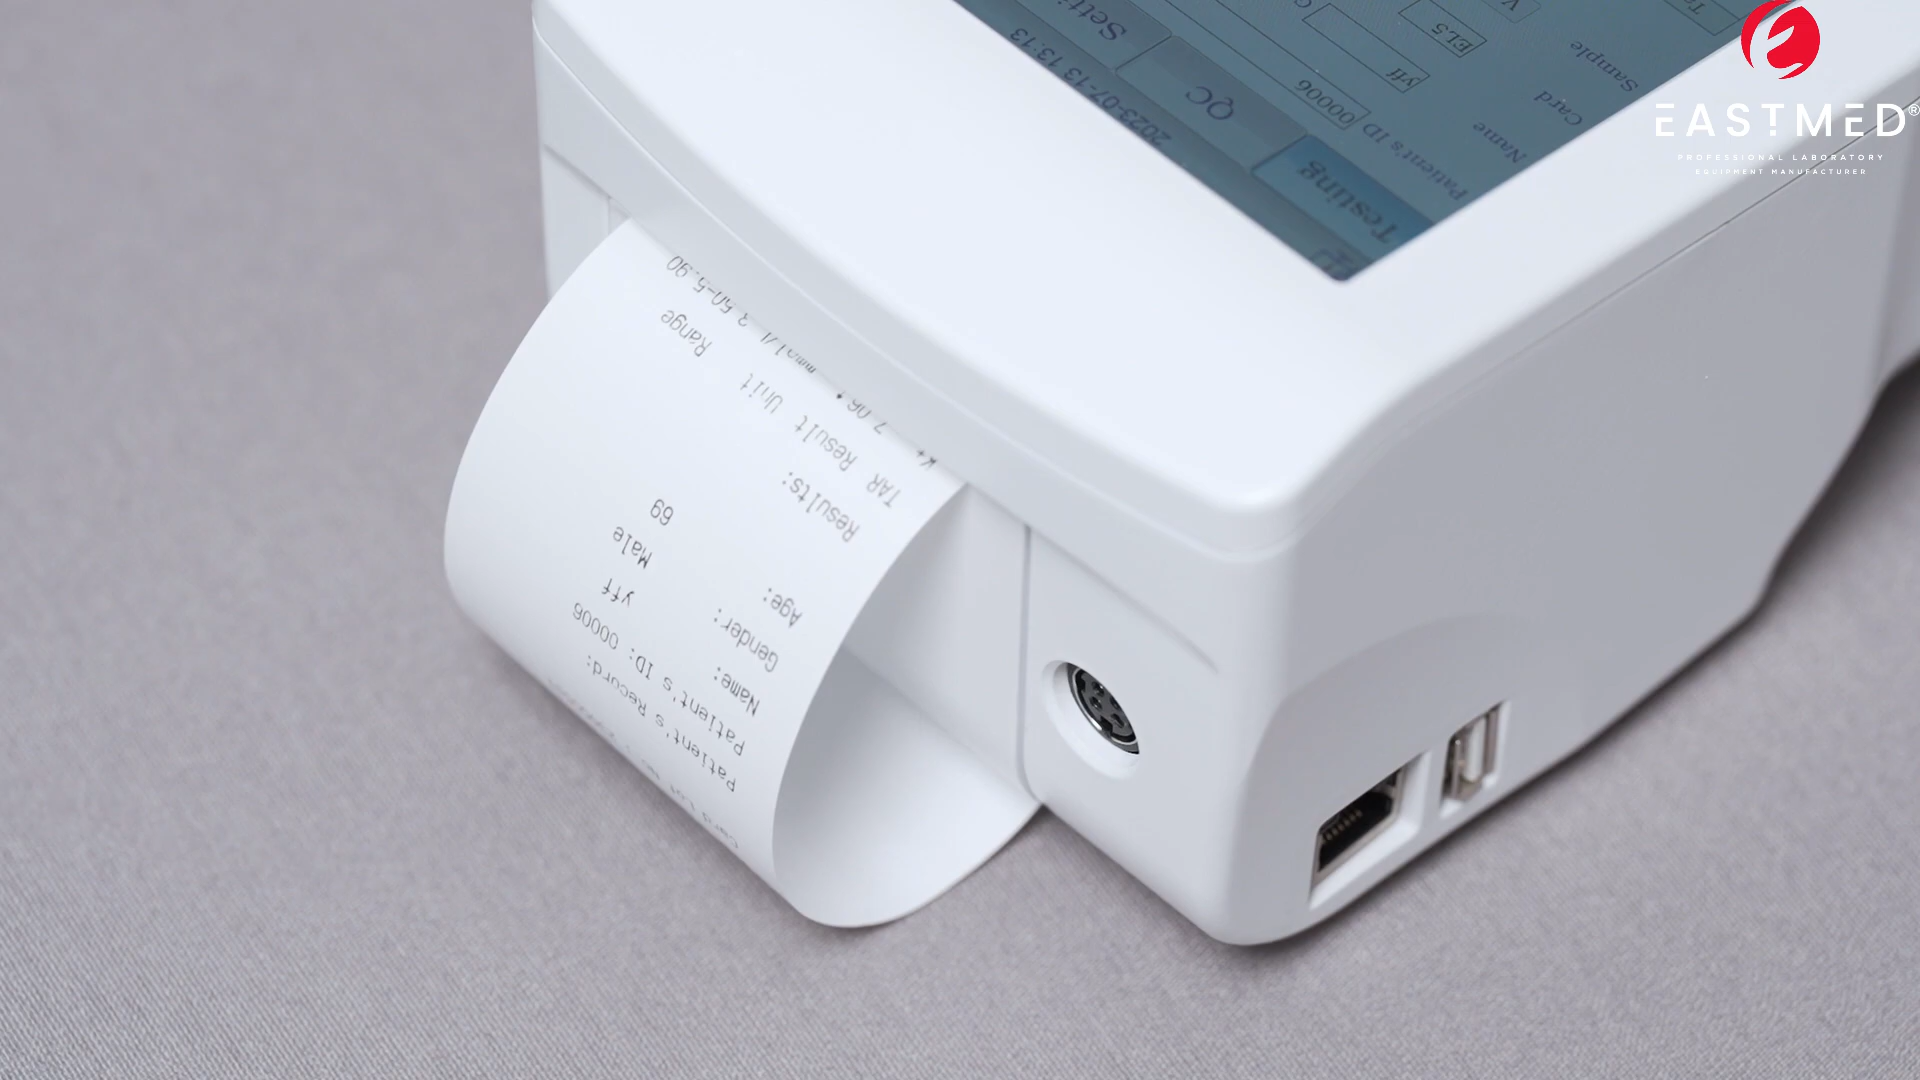 EASTMED®
PROFESSIONAL LABORATORY
EQUIPMENT MANUFACTURER
2023-07-13 13:13
Testing
QC
Patient's ID
00006
Name
yff
Card
EL5
Sample
Patient's Record:
Patient's ID: 00006
Name: yff
Gender: Male
Age: 69
Results:
TAR Result Unit Range
K+ 7.06↑ mmol/l 3.50-5.90